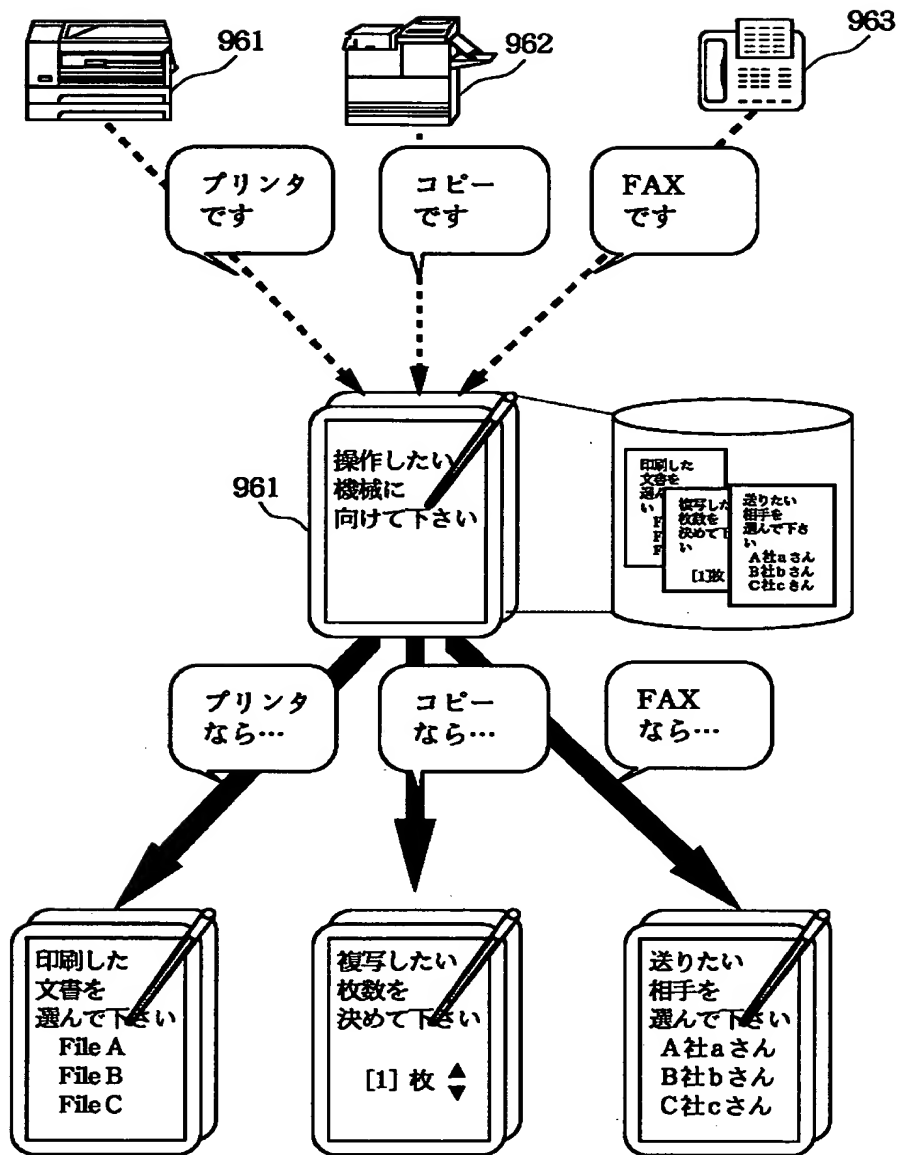 961
962
963
プリンタ
です
コピー
です
FAX
です
961
操作したい
機械に
向けて下さい
印刷した
文書を
選ん
い
F
F
F
複写した
枚数を
決めて下
い
[1]枚
送りたい
相手を
選んで下さ
い
A社aさん
B社bさん
C社cさん
プリンタ
なら…
コピー
なら…
FAX
なら…
印刷した
文書を
選んで下さい
File A
File B
File C
複写したい
枚数を
決めて下さい
[1] 枚
送りたい
相手を
選んで下さい
A社aさん
B社bさん
C社cさん